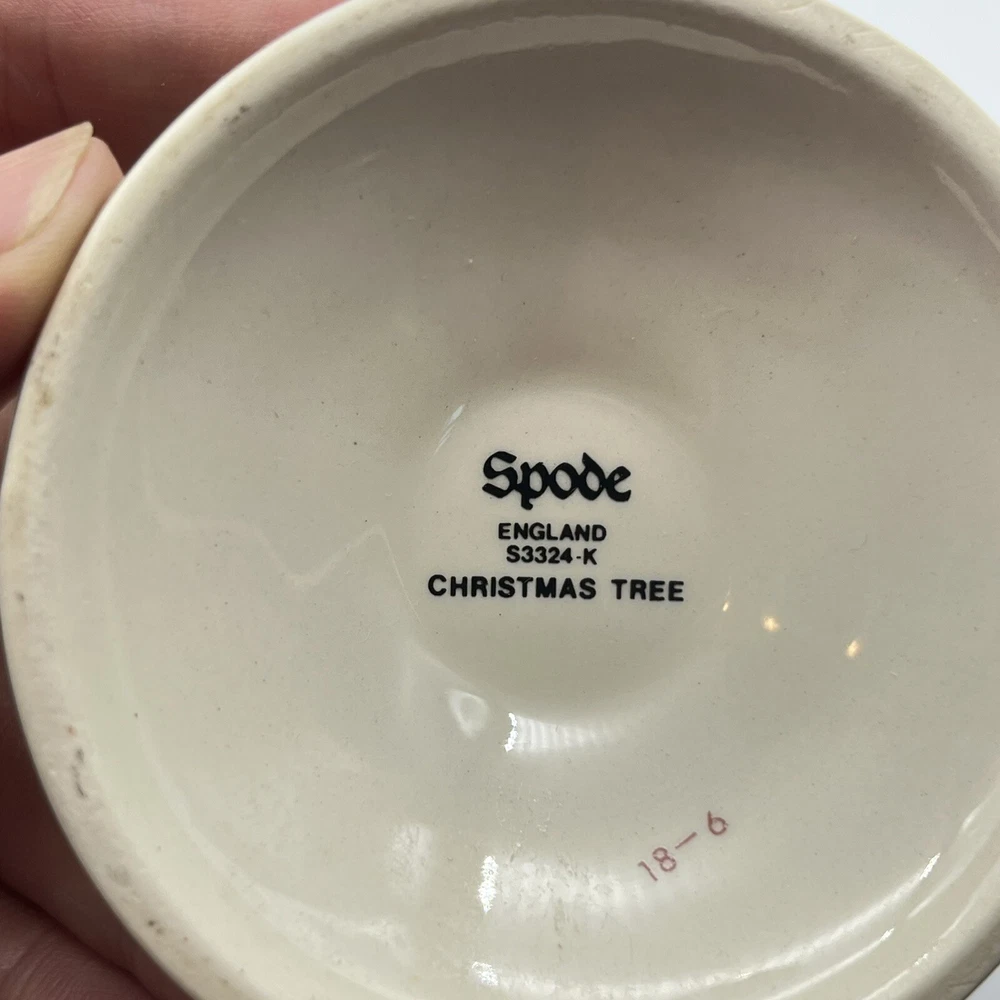 Spode
ENGLAND
S3324-K
CHRISTMAS TREE
18-6